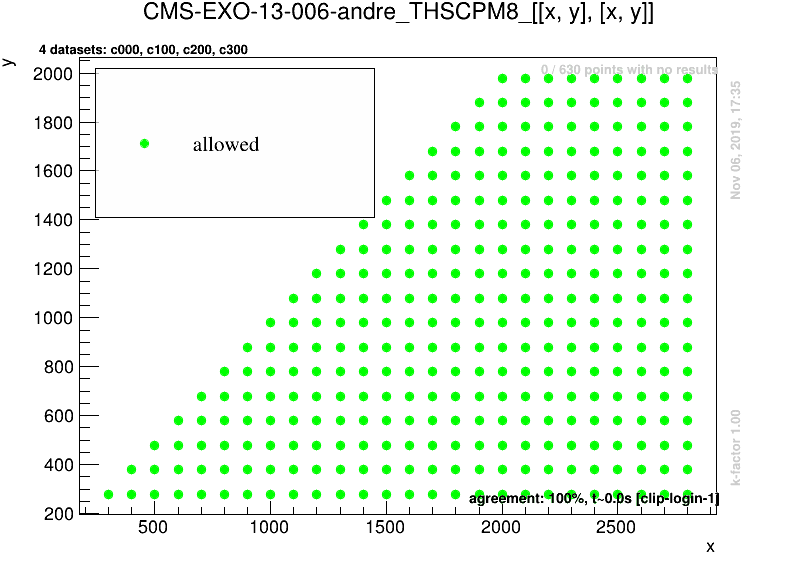 CMS-EXO-13-006-andre_THSCPM8_[[x, y], [x, y]]
4 datasets: c000, c100, c200, c300
y
0 / 630 points with no results
2000
1800
1600
1400
1200
1000
800
600
400
200
allowed
Nov 06, 2019, 17:35
k-factor 1.00
agreement: 100%, t~0.0s [clip-login-1]
500
1000
1500
2000
2500
x